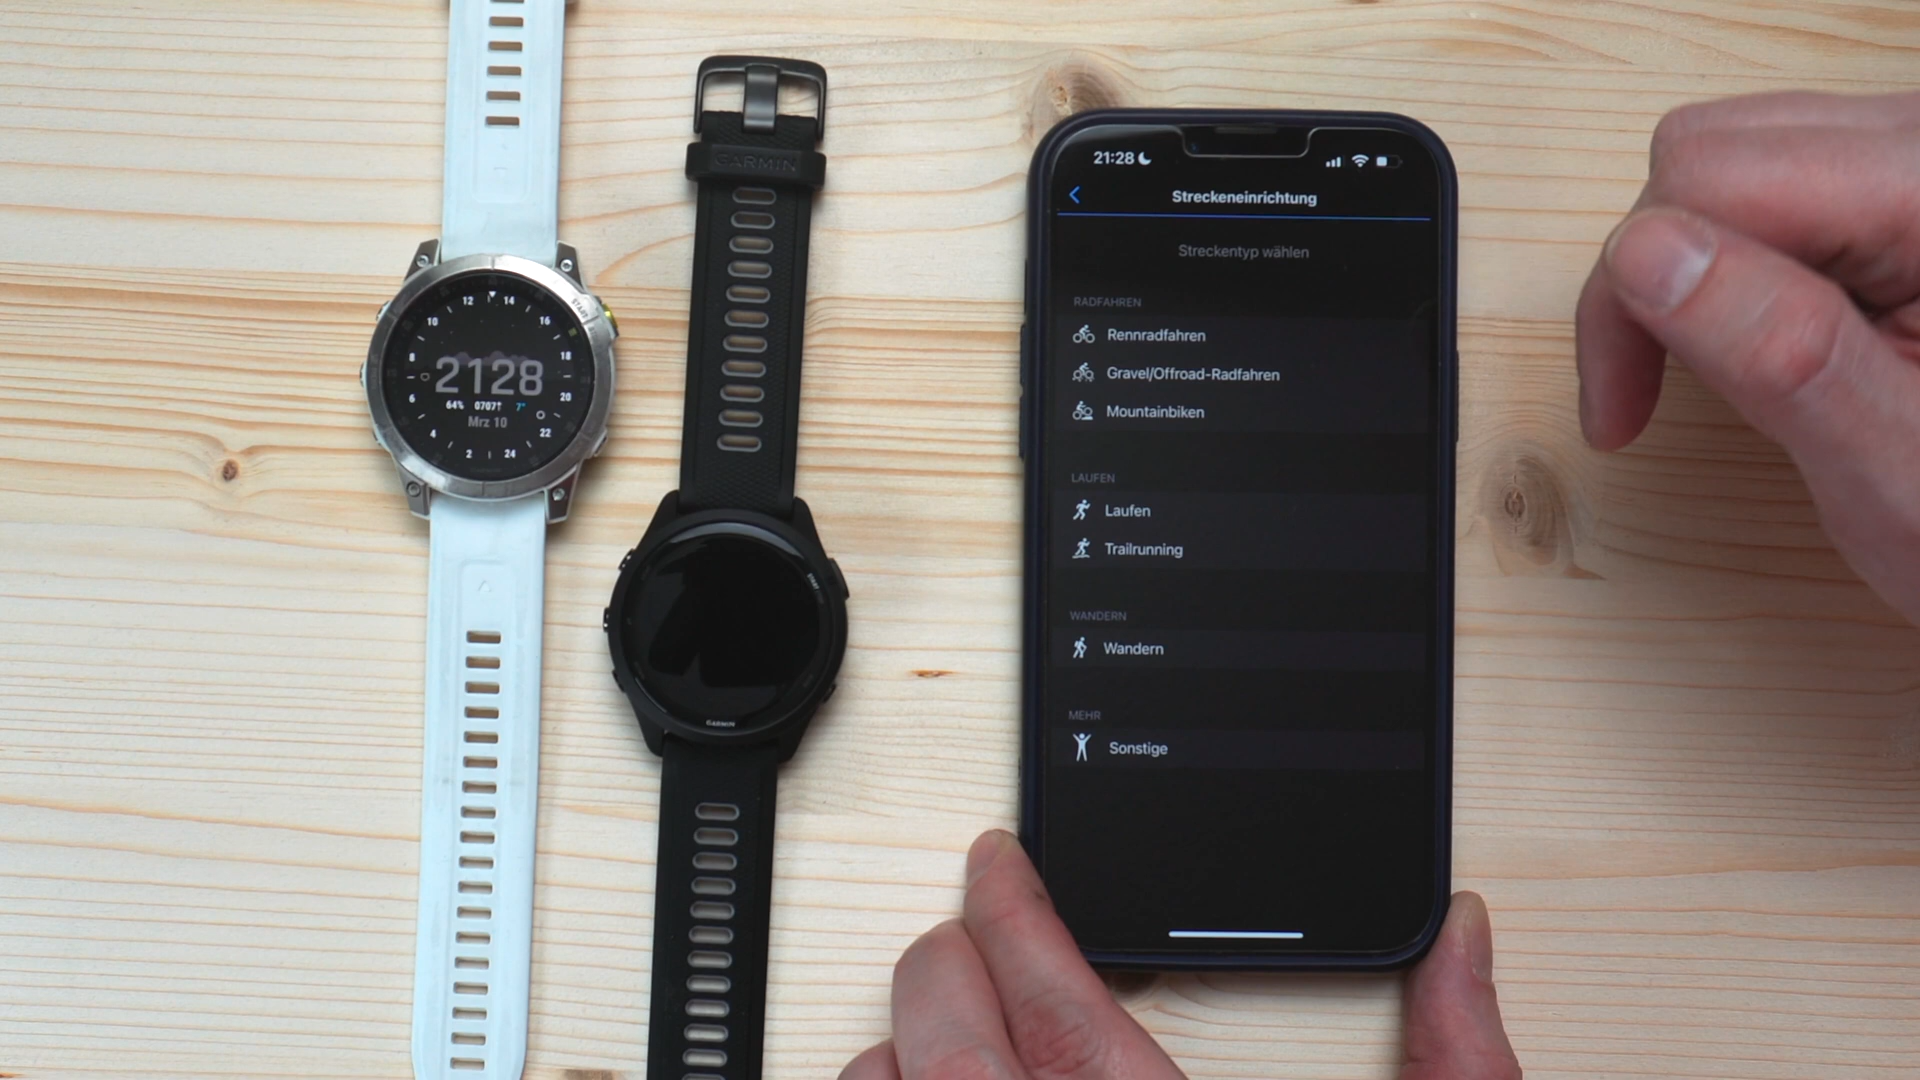 12 14
10 16
8 18
2128
6 20
64% 0707↑ 7°
Mrz 10
4 22
2 24
START
GARMIN
START
GARMIN
21:28
Streckeneinrichtung
Streckentyp wählen
RADFAHREN
Rennradfahren
Gravel/Offroad-Radfahren
Mountainbiken
LAUFEN
Laufen
Trailrunning
WANDERN
Wandern
MEHR
Sonstige